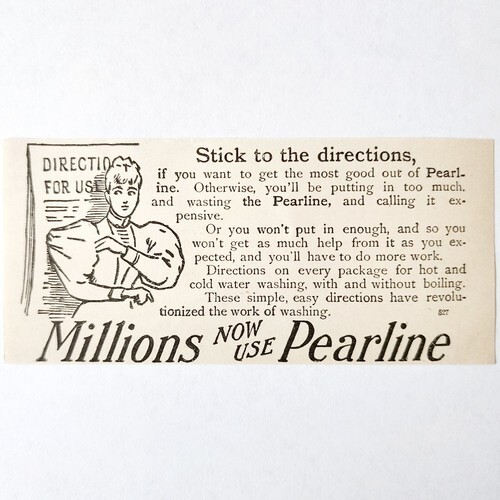 DIRECTIO
FOR US
Stick to the directions,
if you want to get the most good out of Pearl-
ine. Otherwise, you'll be putting in too much,
and wasting the Pearline, and calling it ex-
pensive.
Or you won't put in enough, and so you
won't get as much help from it as you ex-
pected, and you'll have to do more work.
Directions on every package for hot and
cold water washing, with and without boiling.
These simple, easy directions have revolu-
tionized the work of washing. 827
Millions NOW USE Pearline